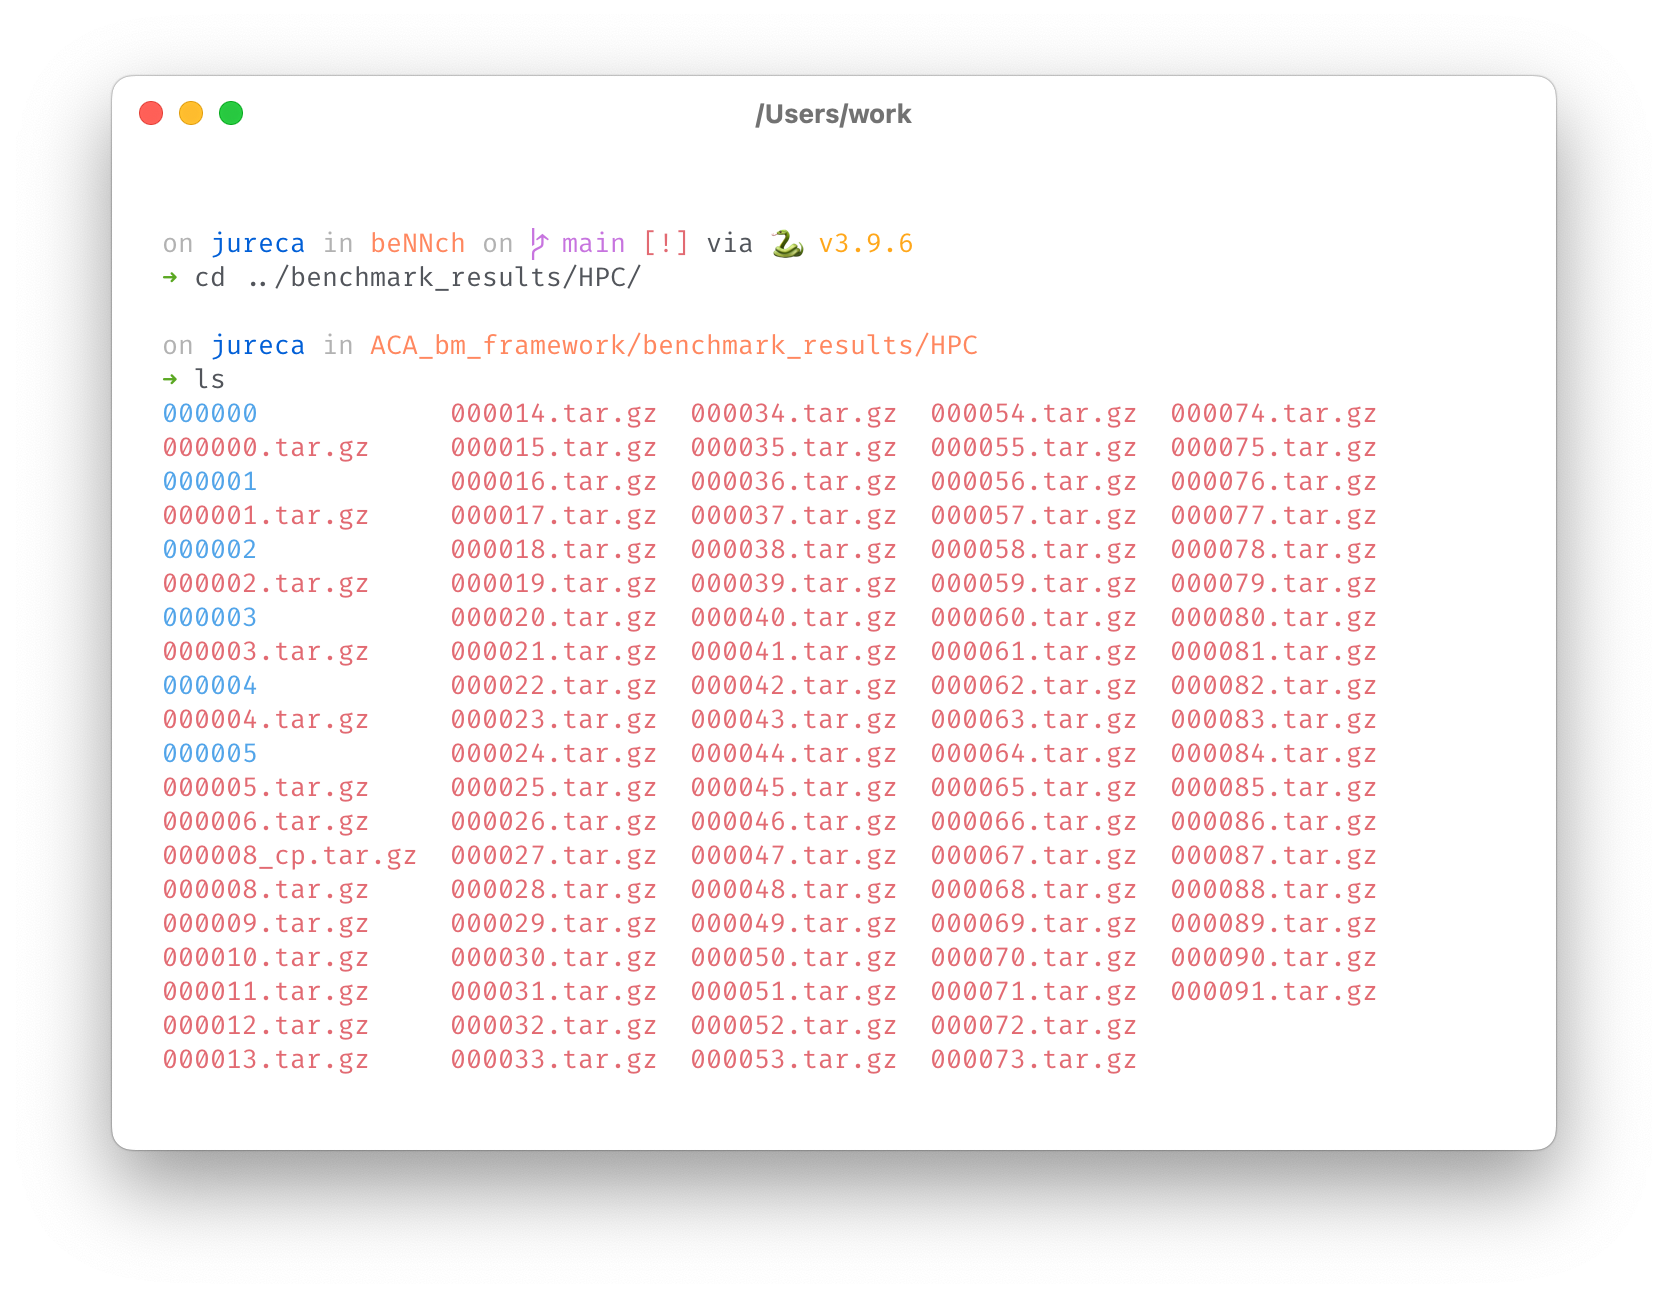 /Users/work
on jureca in beNNch on main [!] via 🐍 v3.9.6
➜ cd ../benchmark_results/HPC/
on jureca in ACA_bm_framework/benchmark_results/HPC
➜ ls
000000 000014.tar.gz 000034.tar.gz 000054.tar.gz 000074.tar.gz
000000.tar.gz 000015.tar.gz 000035.tar.gz 000055.tar.gz 000075.tar.gz
000001 000016.tar.gz 000036.tar.gz 000056.tar.gz 000076.tar.gz
000001.tar.gz 000017.tar.gz 000037.tar.gz 000057.tar.gz 000077.tar.gz
000002 000018.tar.gz 000038.tar.gz 000058.tar.gz 000078.tar.gz
000002.tar.gz 000019.tar.gz 000039.tar.gz 000059.tar.gz 000079.tar.gz
000003 000020.tar.gz 000040.tar.gz 000060.tar.gz 000080.tar.gz
000003.tar.gz 000021.tar.gz 000041.tar.gz 000061.tar.gz 000081.tar.gz
000004 000022.tar.gz 000042.tar.gz 000062.tar.gz 000082.tar.gz
000004.tar.gz 000023.tar.gz 000043.tar.gz 000063.tar.gz 000083.tar.gz
000005 000024.tar.gz 000044.tar.gz 000064.tar.gz 000084.tar.gz
000005.tar.gz 000025.tar.gz 000045.tar.gz 000065.tar.gz 000085.tar.gz
000006.tar.gz 000026.tar.gz 000046.tar.gz 000066.tar.gz 000086.tar.gz
000008_cp.tar.gz 000027.tar.gz 000047.tar.gz 000067.tar.gz 000087.tar.gz
000008.tar.gz 000028.tar.gz 000048.tar.gz 000068.tar.gz 000088.tar.gz
000009.tar.gz 000029.tar.gz 000049.tar.gz 000069.tar.gz 000089.tar.gz
000010.tar.gz 000030.tar.gz 000050.tar.gz 000070.tar.gz 000090.tar.gz
000011.tar.gz 000031.tar.gz 000051.tar.gz 000071.tar.gz 000091.tar.gz
000012.tar.gz 000032.tar.gz 000052.tar.gz 000072.tar.gz
000013.tar.gz 000033.tar.gz 000053.tar.gz 000073.tar.gz